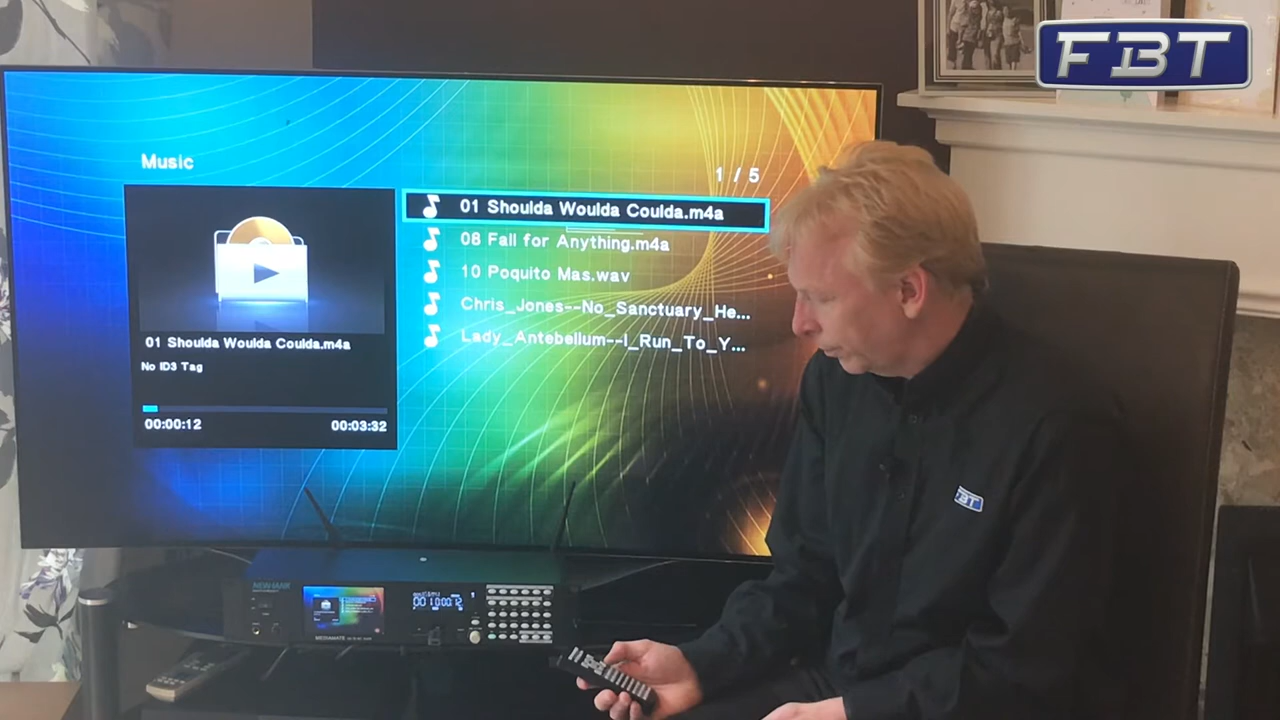 FBT
Music
1 / 5
01 Shoulda Woulda Coulda.m4a
08 Fall for Anything.m4a
10 Poquito Mas.wav
Chris_Jones--No_Sanctuary_He...
Lady_Antebellum--I_Run_To_Y...
01 Shoulda Woulda Coulda.m4a
No ID3 Tag
00:00:12
00:03:32
FBT
MEDIAMATE